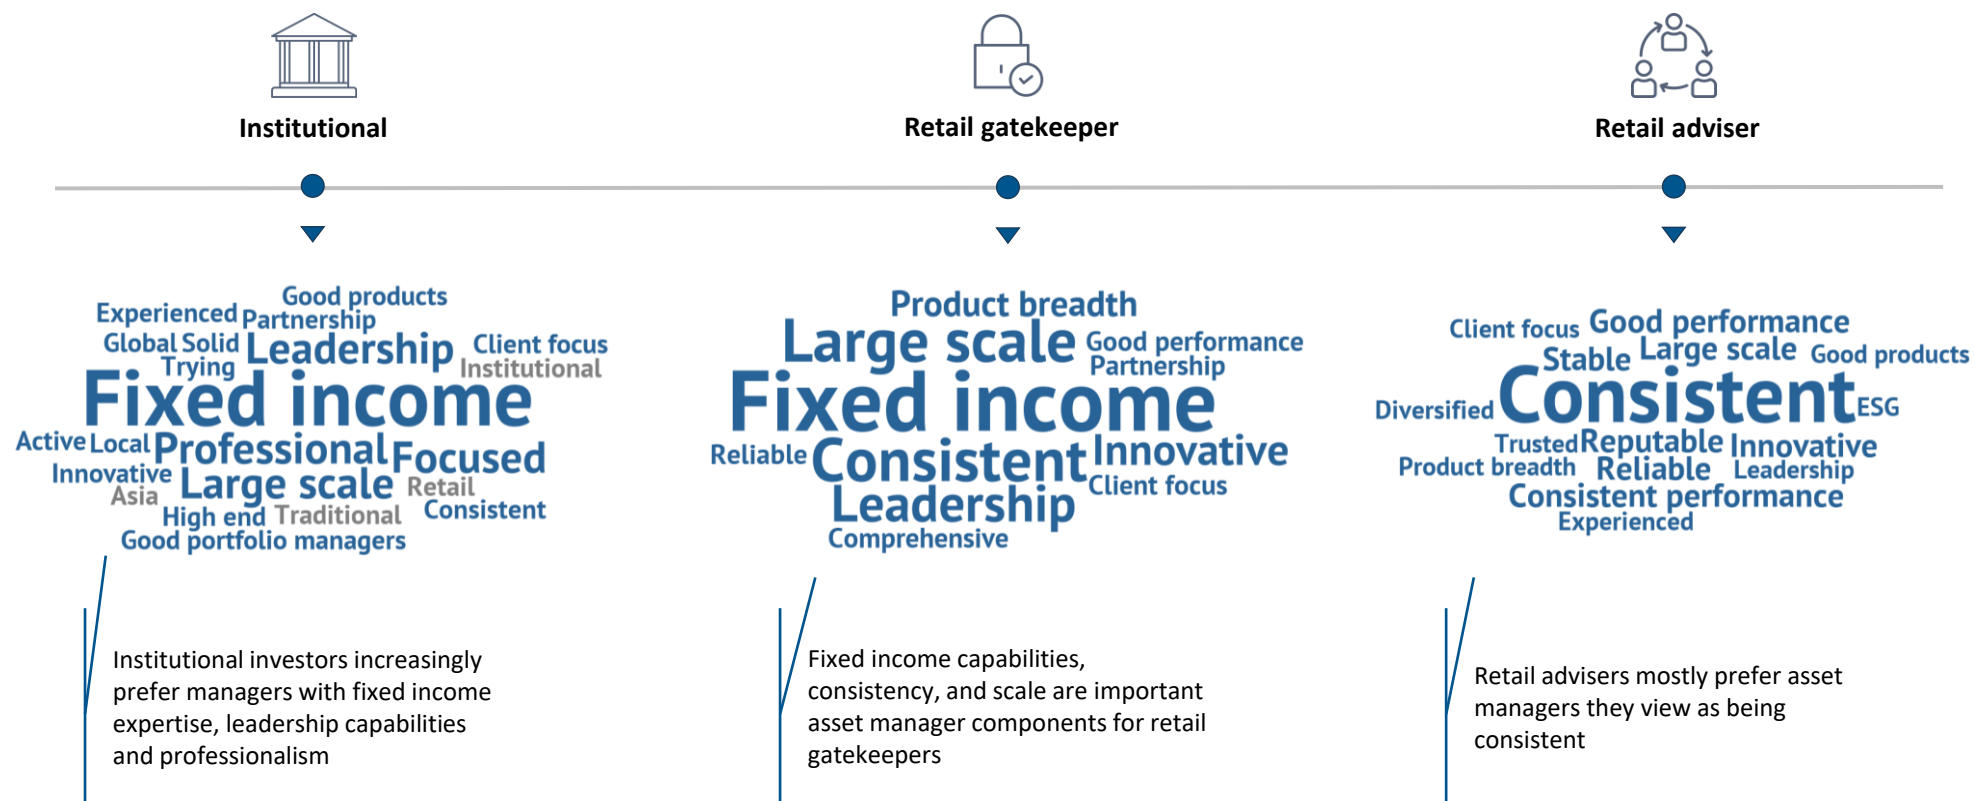 Institutional
Retail gatekeeper
Retail adviser
Good products
Experienced Partnership
Global Solid Leadership Client focus
Trying Institutional
Fixed income
Active Local Professional Focused
Innovative Large scale Retail
Asia
High end Traditional Consistent
Good portfolio managers
Institutional investors increasingly
prefer managers with fixed income
expertise, leadership capabilities
and professionalism
Product breadth
Large scale Good performance
Partnership
Fixed income
Reliable Consistent Innovative
Leadership Client focus
Comprehensive
Fixed income capabilities,
consistency, and scale are important
asset manager components for retail
gatekeepers
Client focus Good performance
Stable Large scale Good products
Diversified Consistent ESG
Trusted Reputable Innovative
Product breadth Reliable Leadership
Consistent performance
Experienced
Retail advisers mostly prefer asset
managers they view as being
consistent